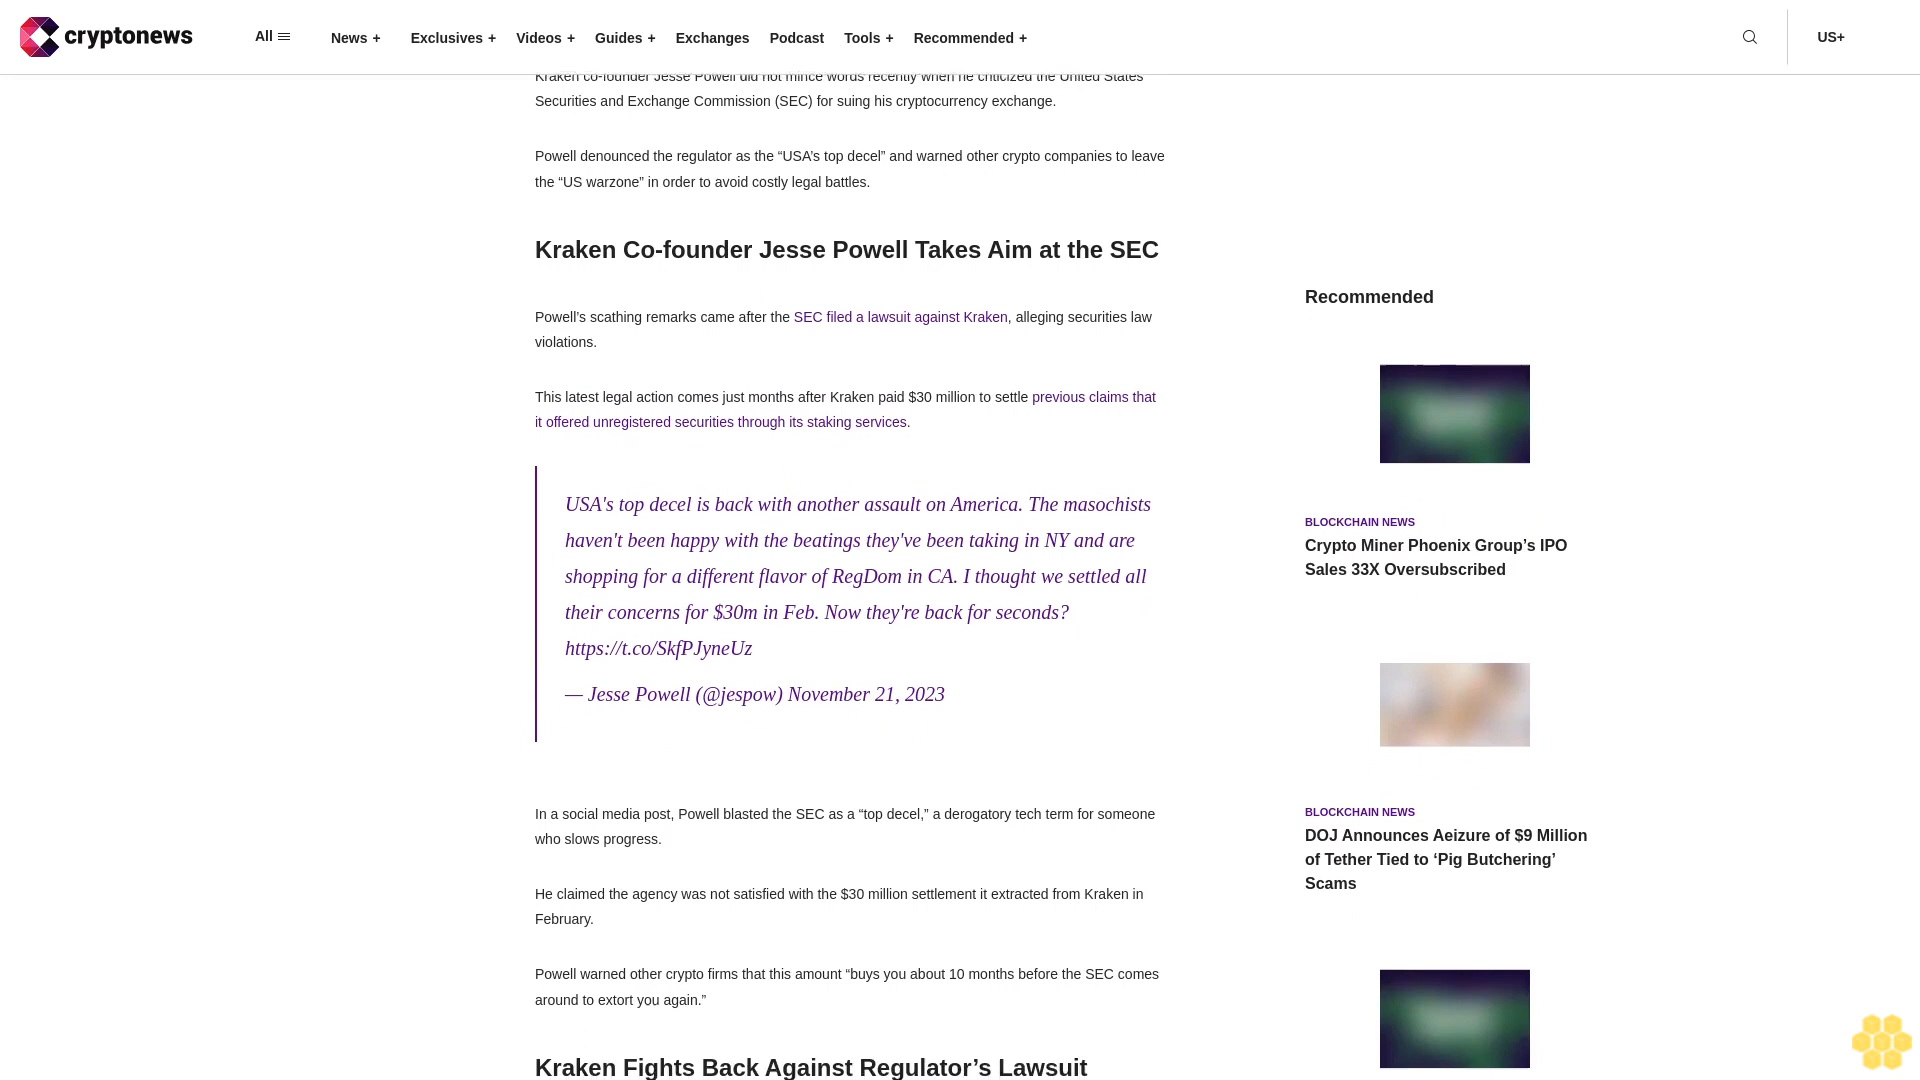 cryptonews
All
News +
Exclusives +
Videos +
Guides +
Exchanges
Podcast
Tools +
Recommended +
US+
Kraken co-founder Jesse Powell did not mince words recently when he criticized the United States
Securities and Exchange Commission (SEC) for suing his cryptocurrency exchange.
Powell denounced the regulator as the “USA’s top decel” and warned other crypto companies to leave
the “US warzone” in order to avoid costly legal battles.
Kraken Co-founder Jesse Powell Takes Aim at the SEC
Powell’s scathing remarks came after the SEC filed a lawsuit against Kraken, alleging securities law
violations.
This latest legal action comes just months after Kraken paid $30 million to settle previous claims that
it offered unregistered securities through its staking services.
USA's top decel is back with another assault on America. The masochists
haven't been happy with the beatings they've been taking in NY and are
shopping for a different flavor of RegDom in CA. I thought we settled all
their concerns for $30m in Feb. Now they're back for seconds?
https://t.co/SkfPJyneUz
— Jesse Powell (@jespow) November 21, 2023
In a social media post, Powell blasted the SEC as a “top decel,” a derogatory tech term for someone
who slows progress.
He claimed the agency was not satisfied with the $30 million settlement it extracted from Kraken in
February.
Powell warned other crypto firms that this amount “buys you about 10 months before the SEC comes
around to extort you again.”
Kraken Fights Back Against Regulator’s Lawsuit
Recommended
BLOCKCHAIN NEWS
Crypto Miner Phoenix Group’s IPO
Sales 33X Oversubscribed
BLOCKCHAIN NEWS
DOJ Announces Aeizure of $9 Million
of Tether Tied to ‘Pig Butchering’
Scams